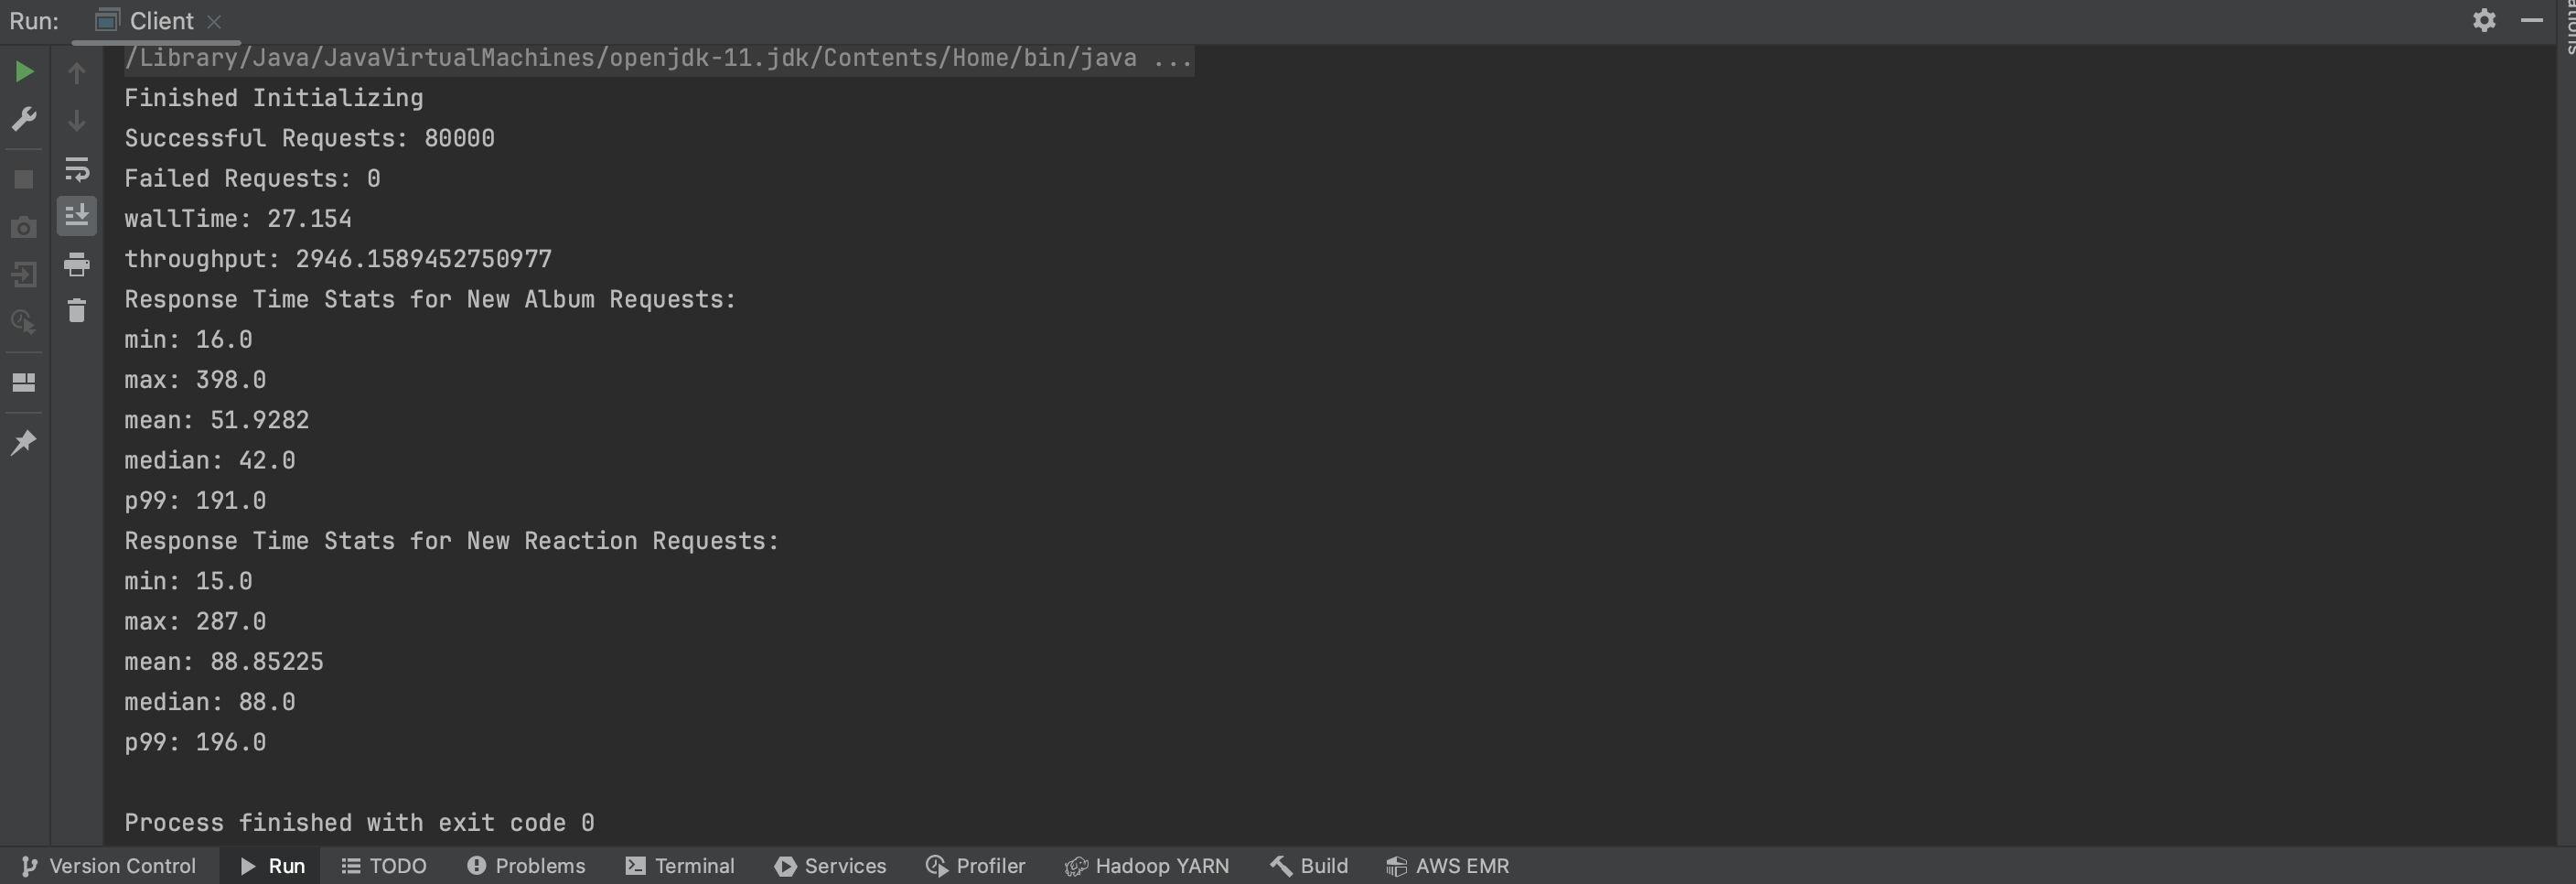 Run: Client
/Library/Java/JavaVirtualMachines/openjdk-11.jdk/Contents/Home/bin/java ...
Finished Initializing
Successful Requests: 80000
Failed Requests: 0
wallTime: 27.154
throughput: 2946.1589452750977
Response Time Stats for New Album Requests:
min: 16.0
max: 398.0
mean: 51.9282
median: 42.0
p99: 191.0
Response Time Stats for New Reaction Requests:
min: 15.0
max: 287.0
mean: 88.85225
median: 88.0
p99: 196.0
Process finished with exit code 0
Version Control Run TODO Problems Terminal Services Profiler Hadoop YARN Build AWS EMR